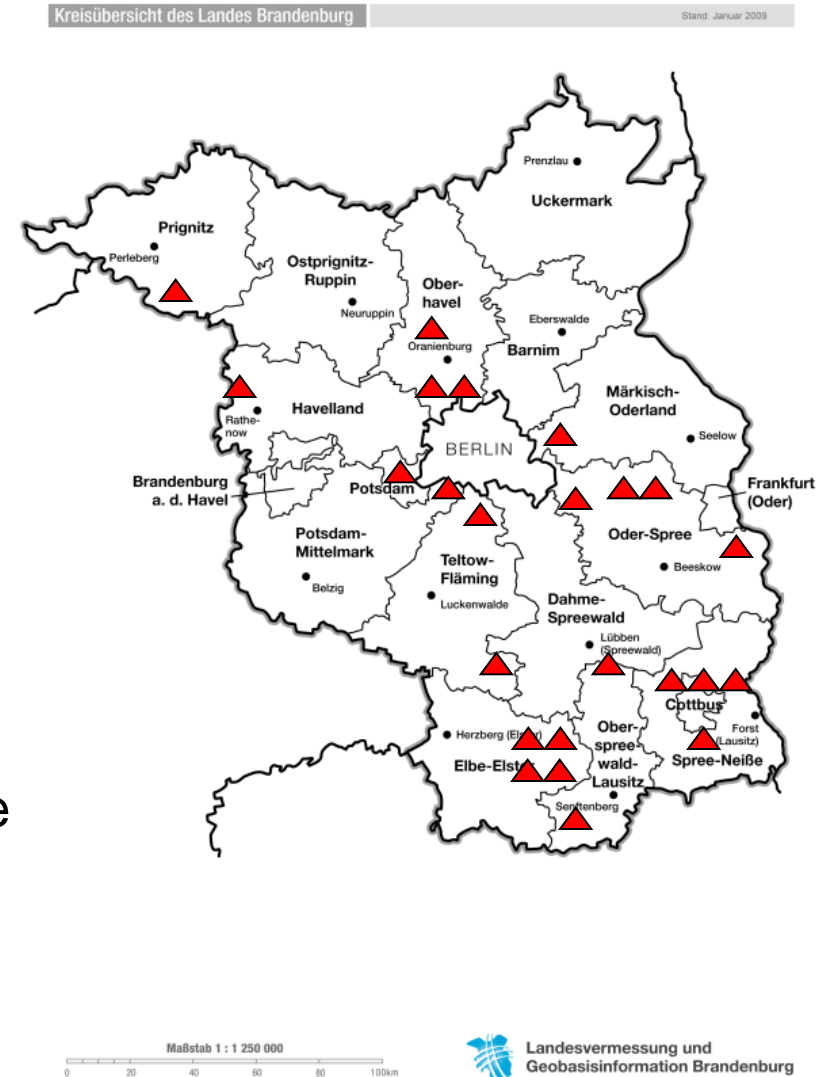 Kreisübersicht des Landes Brandenburg
Stand: Januar 2009
Prenzlau
Uckermark
Prignitz
Perleberg
Ostprignitz-
Ruppin
Neuruppin
Ober-
havel
Oranienburg
Eberswalde
Barnim
Märkisch-
Oderland
Seelow
Havelland
Rathe-
now
BERLIN
Brandenburg
a. d. Havel
Potsdam
Frankfurt
(Oder)
Potsdam-
Mittelmark
Belzig
Teltow-
Fläming
Luckenwalde
Oder-Spree
Beeskow
Dahme-
Spreewald
Lübben
(Spreewald)
Cottbus
Forst
(Lausitz)
Spree-Neiße
Herzberg (Elster)
Elbe-Elster
Ober-
spree
wald-
Lausitz
Senftenberg
e
Maßstab 1 : 1 250 000
0 20 40 60 80 100km
Landesvermessung und
Geobasisinformation Brandenburg